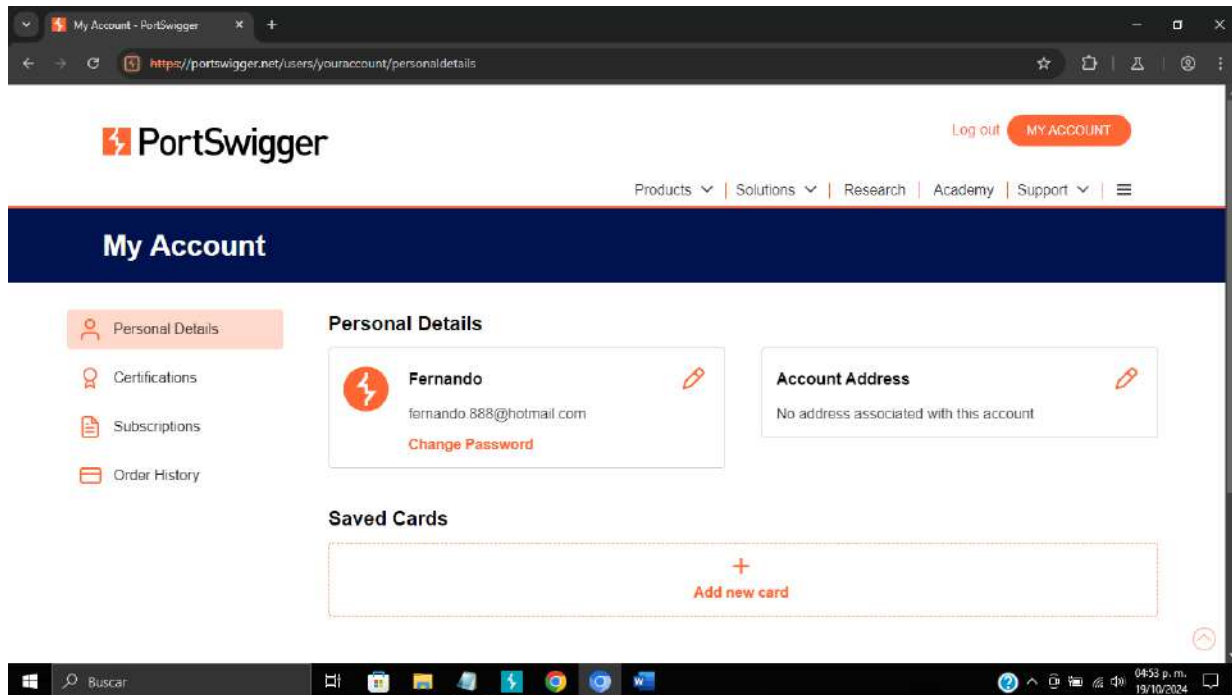 My Account - PortSwigger
https://portswigger.net/users/youraccount/personaldetails
PortSwigger
Log out MY ACCOUNT
Products | Solutions | Research | Academy | Support |
My Account
Personal Details
Certifications
Subscriptions
Order History
Personal Details
Fernando
fernando.888@hotmail.com
Change Password
Account Address
No address associated with this account
Saved Cards
+
Add new card
Buscar
04:53 p. m.
19/10/2024